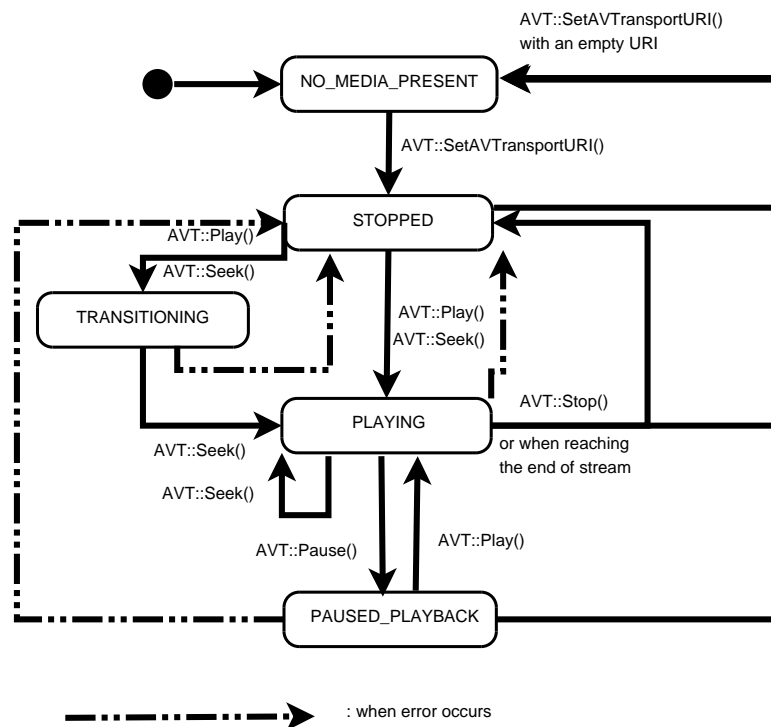 AVT::SetAVTransportURI()
with an empty URI
NO_MEDIA_PRESENT
AVT::SetAVTransportURI()
STOPPED
AVT::Play()
AVT::Seek()
TRANSITIONING
AVT::Play()
AVT::Seek()
AVT::Stop()
PLAYING
or when reaching
the end of stream
AVT::Seek()
AVT::Seek()
AVT::Pause()
AVT::Play()
PAUSED_PLAYBACK
: when error occurs